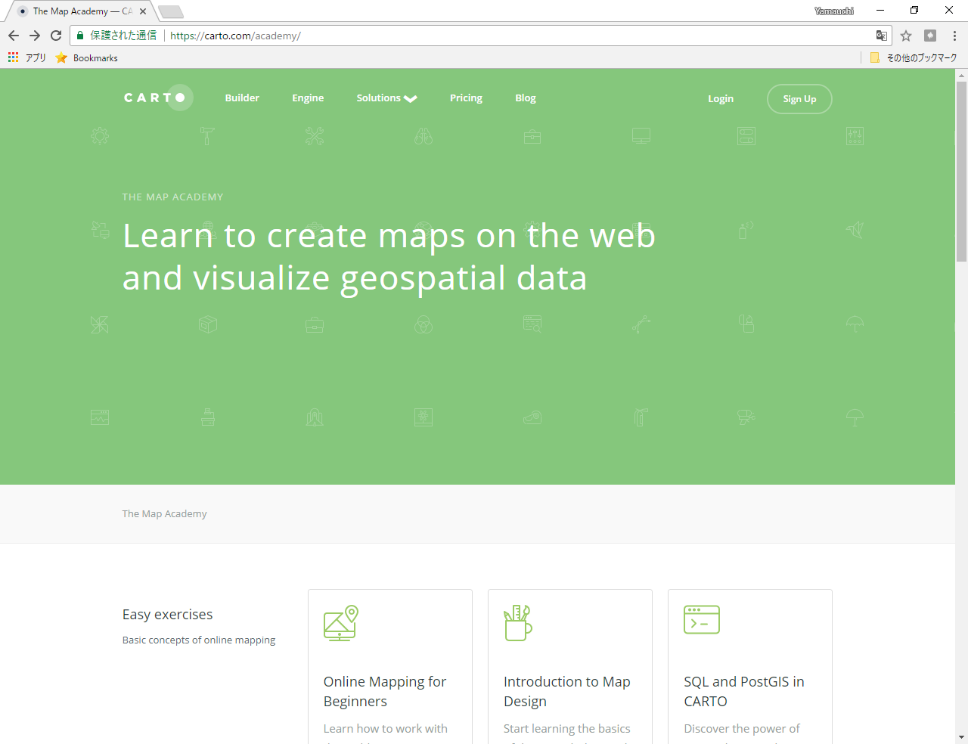 The Map Academy — CA
Yamauchi
保護された通信 | https://carto.com/academy/
アプリ Bookmarks その他のブックマーク
CARTO Builder Engine Solutions Pricing Blog Login Sign Up
THE MAP ACADEMY
Learn to create maps on the web
and visualize geospatial data
The Map Academy
Easy exercises
Basic concepts of online mapping
Online Mapping for
Beginners
Learn how to work with
Introduction to Map
Design
Start learning the basics
SQL and PostGIS in
CARTO
Discover the power of